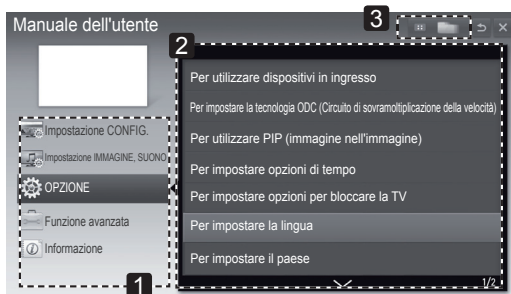 Manuale dell'utente
3
2
Per utilizzare dispositivi in ingresso
Per impostare la tecnologia ODC (Circuito di sovramoltiplicazione della velocità)
Per utilizzare PIP (immagine nell'immagine)
Per impostare opzioni di tempo
Per impostare opzioni per bloccare la TV
Per impostare la lingua
Per impostare il paese
1/2
Impostazione CONFIG.
Impostazione IMMAGINE, SUONO
OPZIONE
Funzione avanzata
Informazione
1